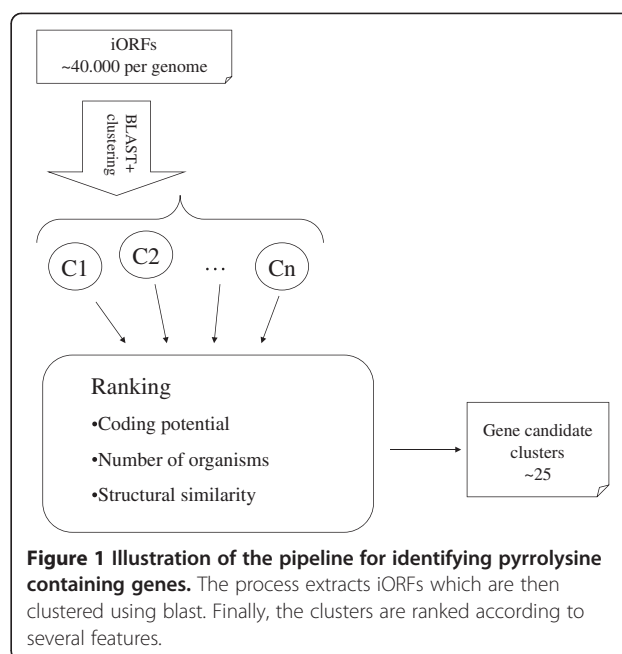 iORFs
~40.000 per genome
BLAST+
clustering
C1 C2 ... Cn
Ranking
•Coding potential
•Number of organisms
•Structural similarity
Gene candidate
clusters
~25
Figure 1 Illustration of the pipeline for identifying pyrrolysine
containing genes. The process extracts iORFs which are then
clustered using blast. Finally, the clusters are ranked according to
several features.